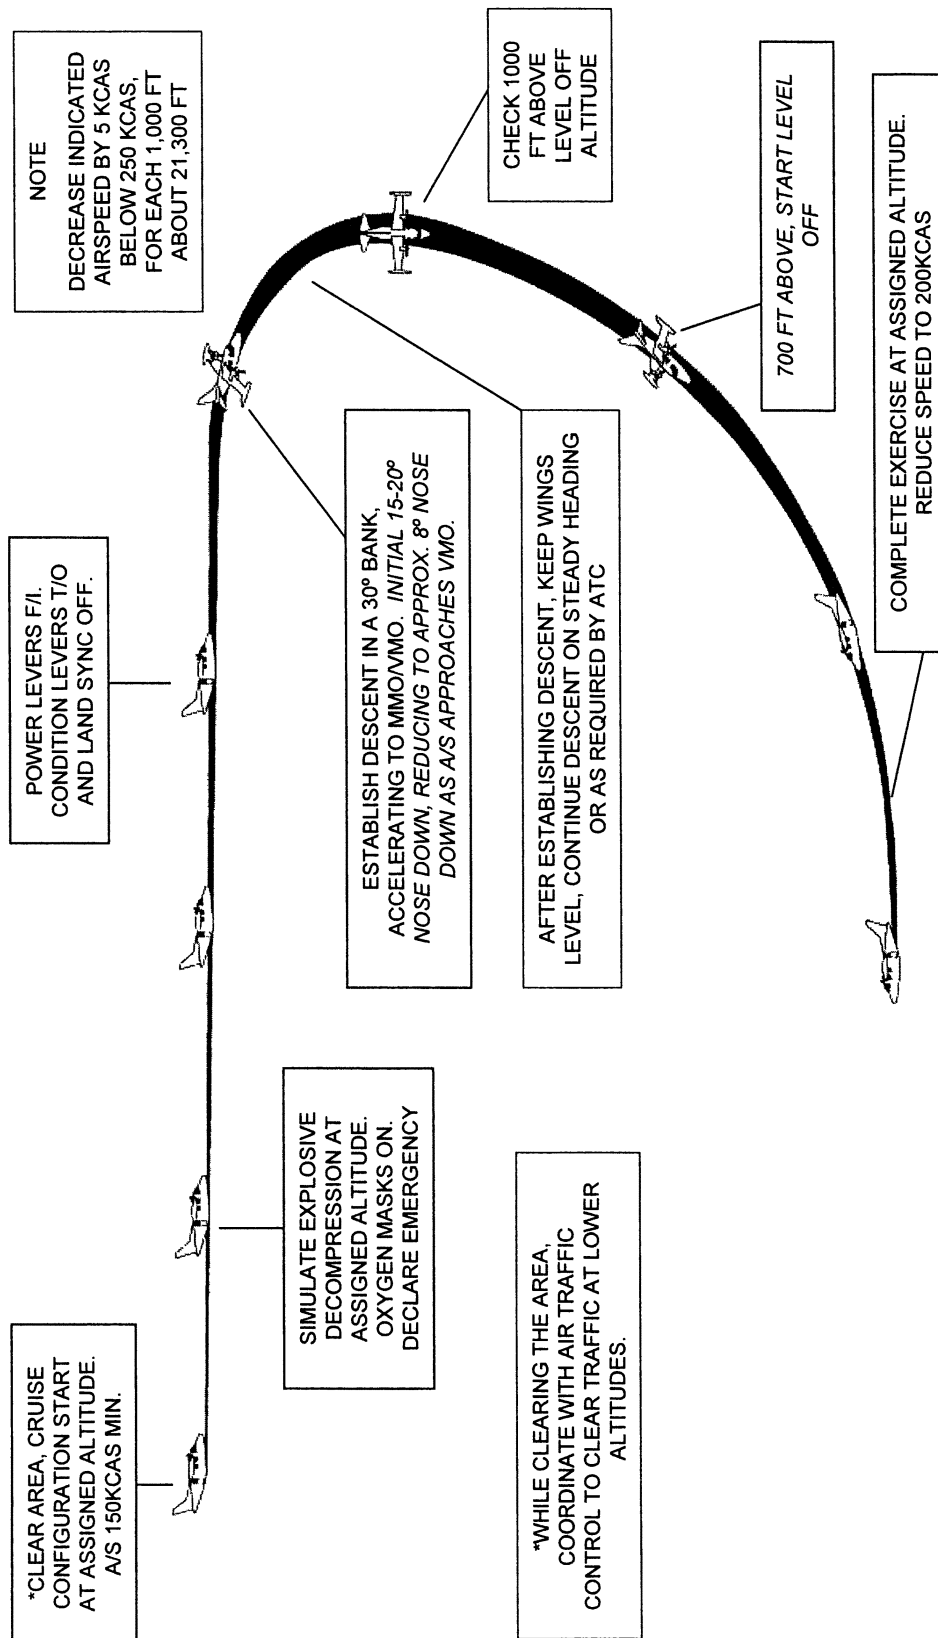 *CLEAR AREA, CRUISE
CONFIGURATION START
AT ASSIGNED ALTITUDE.
A/S 150KCAS MIN.
SIMULATE EXPLOSIVE
DECOMPRESSION AT
ASSIGNED ALTITUDE.
OXYGEN MASKS ON.
DECLARE EMERGENCY
POWER LEVERS F/I.
CONDITION LEVERS T/O
AND LAND SYNC OFF.
ESTABLISH DESCENT IN A 30º BANK,
ACCELERATING TO MMO/VMO. INITIAL 15-20º
NOSE DOWN, REDUCING TO APPROX. 8º NOSE
DOWN AS A/S APPROACHES VMO.
NOTE
DECREASE INDICATED
AIRSPEED BY 5 KCAS
BELOW 250 KCAS,
FOR EACH 1,000 FT
ABOUT 21,300 FT
AFTER ESTABLISHING DESCENT, KEEP WINGS
LEVEL, CONTINUE DESCENT ON STEADY HEADING
OR AS REQUIRED BY ATC
CHECK 1000
FT ABOVE
LEVEL OFF
ALTITUDE
700 FT ABOVE, START LEVEL
OFF
COMPLETE EXERCISE AT ASSIGNED ALTITUDE.
REDUCE SPEED TO 200KCAS
*WHILE CLEARING THE AREA,
COORDINATE WITH AIR TRAFFIC
CONTROL TO CLEAR TRAFFIC AT LOWER
ALTITUDES.